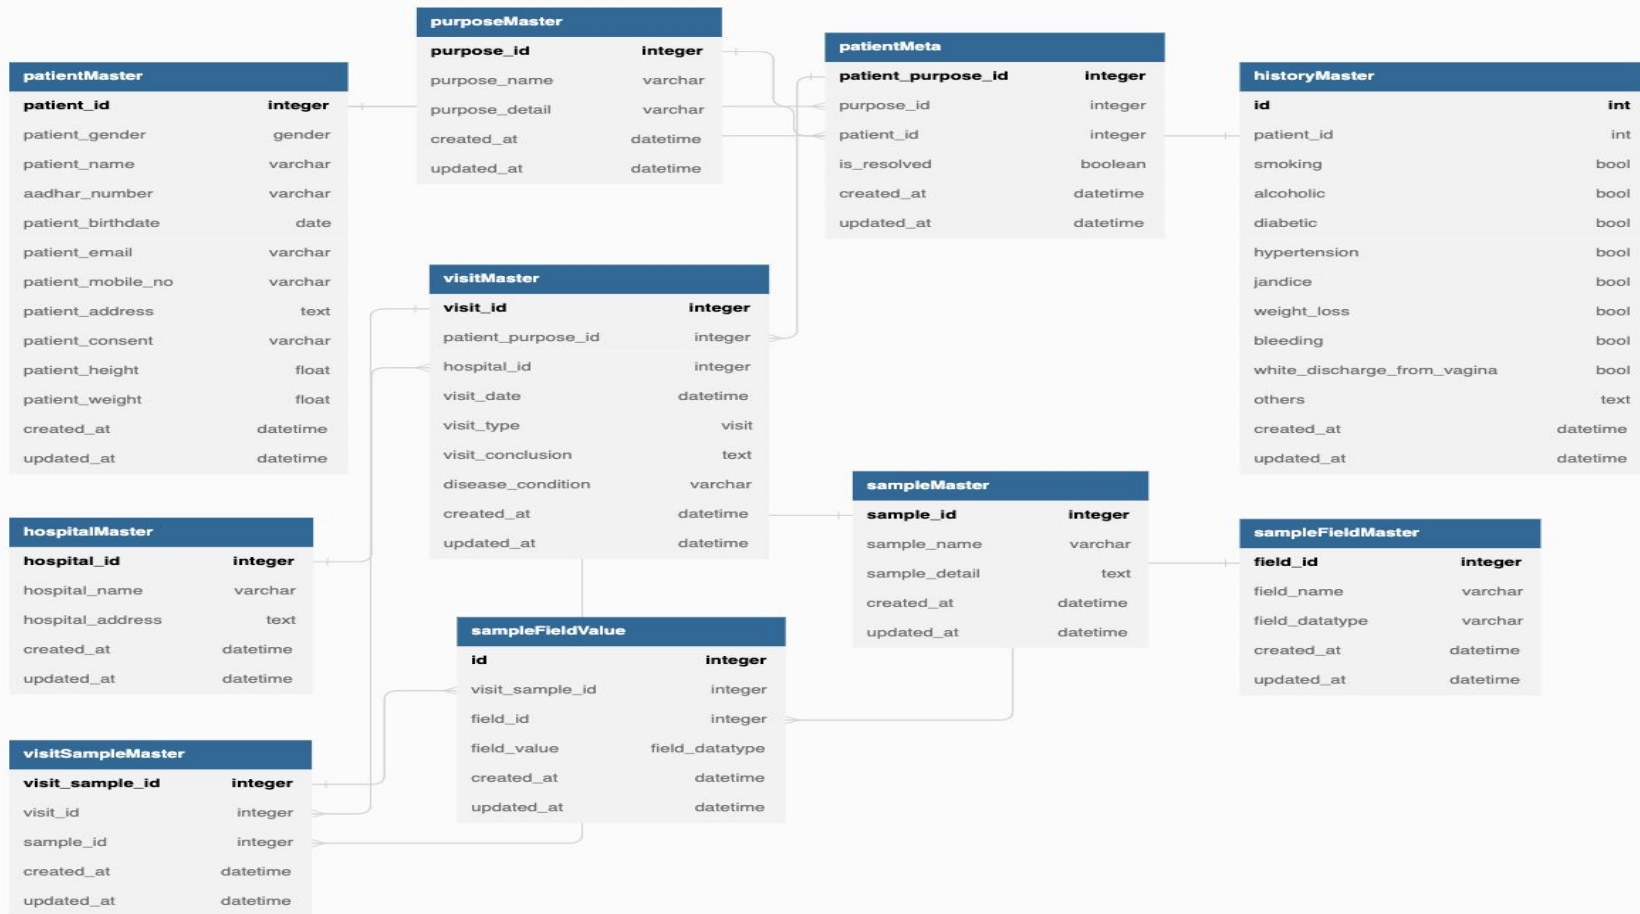 purposeMaster
purpose_id integer
purpose_name varchar
purpose_detail varchar
created_at datetime
updated_at datetime
patientMeta
patient_purpose_id integer
purpose_id integer
patient_id integer
is_resolved boolean
created_at datetime
updated_at datetime
patientMaster
patient_id integer
patient_gender gender
patient_name varchar
aadhar_number varchar
patient_birthdate date
patient_email varchar
patient_mobile_no varchar
patient_address text
patient_consent varchar
patient_height float
patient_weight float
created_at datetime
updated_at datetime
historyMaster
id int
patient_id int
smoking bool
alcoholic bool
diabetic bool
hypertension bool
jandice bool
weight_loss bool
bleeding bool
white_discharge_from_vagina bool
others text
created_at datetime
updated_at datetime
visitMaster
visit_id integer
patient_purpose_id integer
hospital_id integer
visit_date datetime
visit_type visit
visit_conclusion text
disease_condition varchar
created_at datetime
updated_at datetime
sampleMaster
sample_id integer
sample_name varchar
sample_detail text
created_at datetime
updated_at datetime
hospitalMaster
hospital_id integer
hospital_name varchar
hospital_address text
created_at datetime
updated_at datetime
sampleFieldMaster
field_id integer
field_name varchar
field_datatype varchar
created_at datetime
updated_at datetime
sampleFieldValue
id integer
visit_sample_id integer
field_id integer
field_value field_datatype
created_at datetime
updated_at datetime
visitSampleMaster
visit_sample_id integer
visit_id integer
sample_id integer
created_at datetime
updated_at datetime